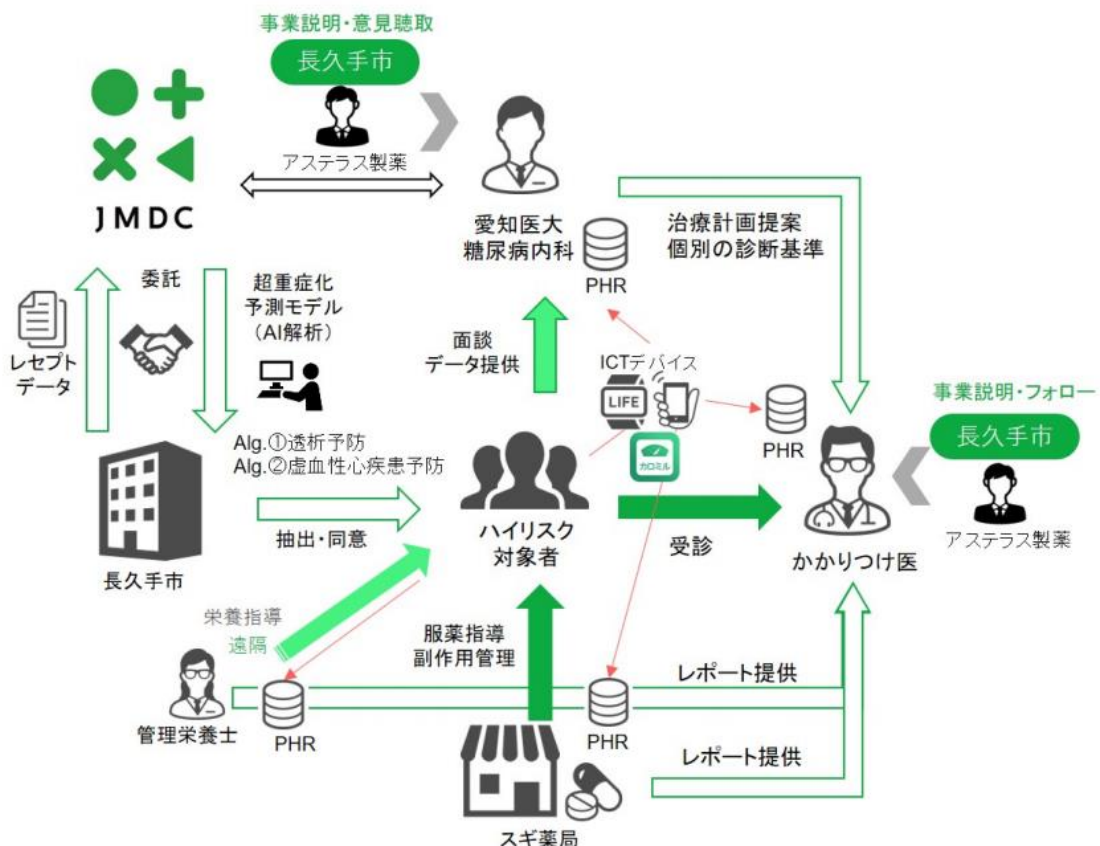 事業説明・意見聴取
長久手市
アステラス製薬
JMDC
愛知医大
糖尿病内科
PHR
治療計画提案
個別の診断基準
委託
レセプト
データ
超重症化
予測モデル
（AI解析）
面談
データ提供
ICTデバイス
LIFE
カロミル
PHR
事業説明・フォロー
長久手市
アステラス製薬
Alg.①透析予防
Alg.②虚血性心疾患予防
長久手市
抽出・同意
ハイリスク
対象者
受診
かかりつけ医
栄養指導
遠隔
管理栄養士
PHR
服薬指導
副作用管理
PHR
レポート提供
レポート提供
スギ薬局